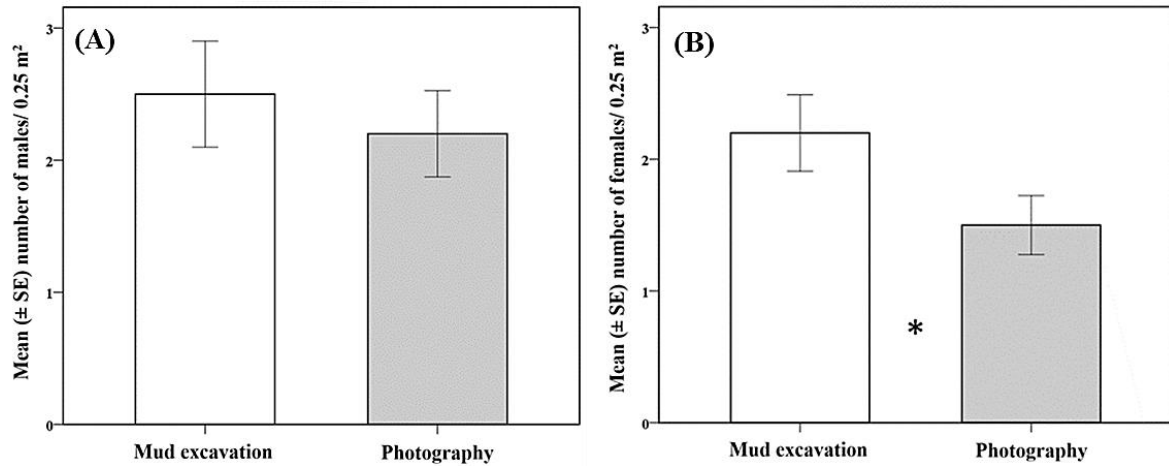 (A)
Mean (± SE) number of males/ 0.25 m²
3
2
1
0
Mud excavation Photography
(B)
Mean (± SE) number of females/ 0.25 m²
3
2
1
0
*
Mud excavation Photography